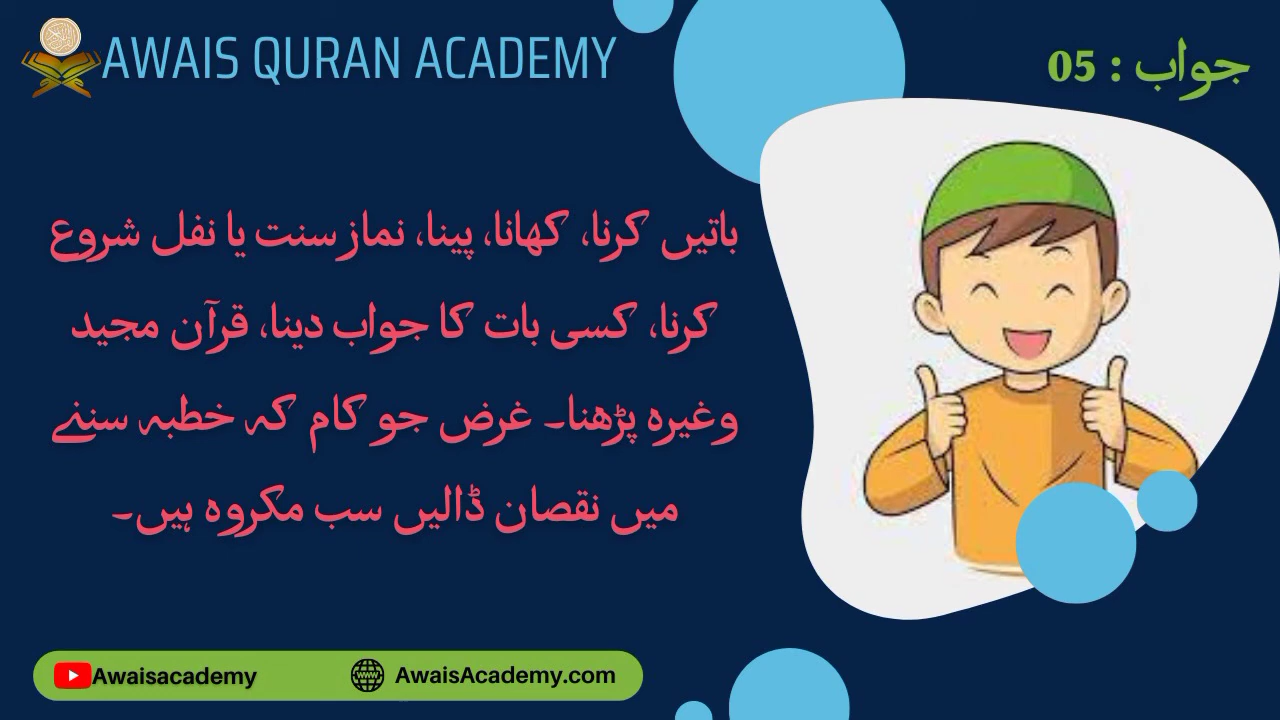 AWAIS QURAN ACADEMY
جواب : 05
باتیں کرنا، کھانا، پینا، نماز سنت یا نفل شروع
کرنا، کسی بات کا جواب دینا، قرآن مجید
وغیرہ پڑھنا۔ غرض جو کام کہ خطبہ سننے
میں نقصان ڈالیں سب مکروہ ہیں۔
Awaisacademy
WWW AwaisAcademy.com